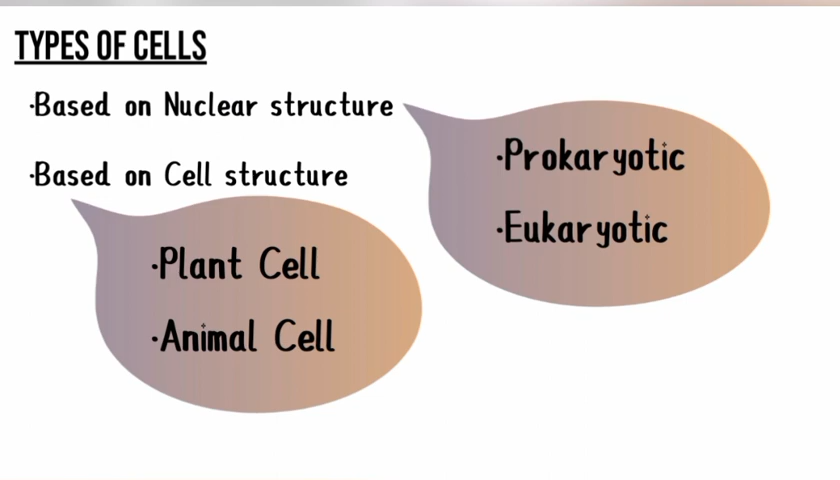 TYPES OF CELLS
·Based on Nuclear structure
·Prokaryotic
·Eukaryotic
·Based on Cell structure
·Plant Cell
·Animal Cell